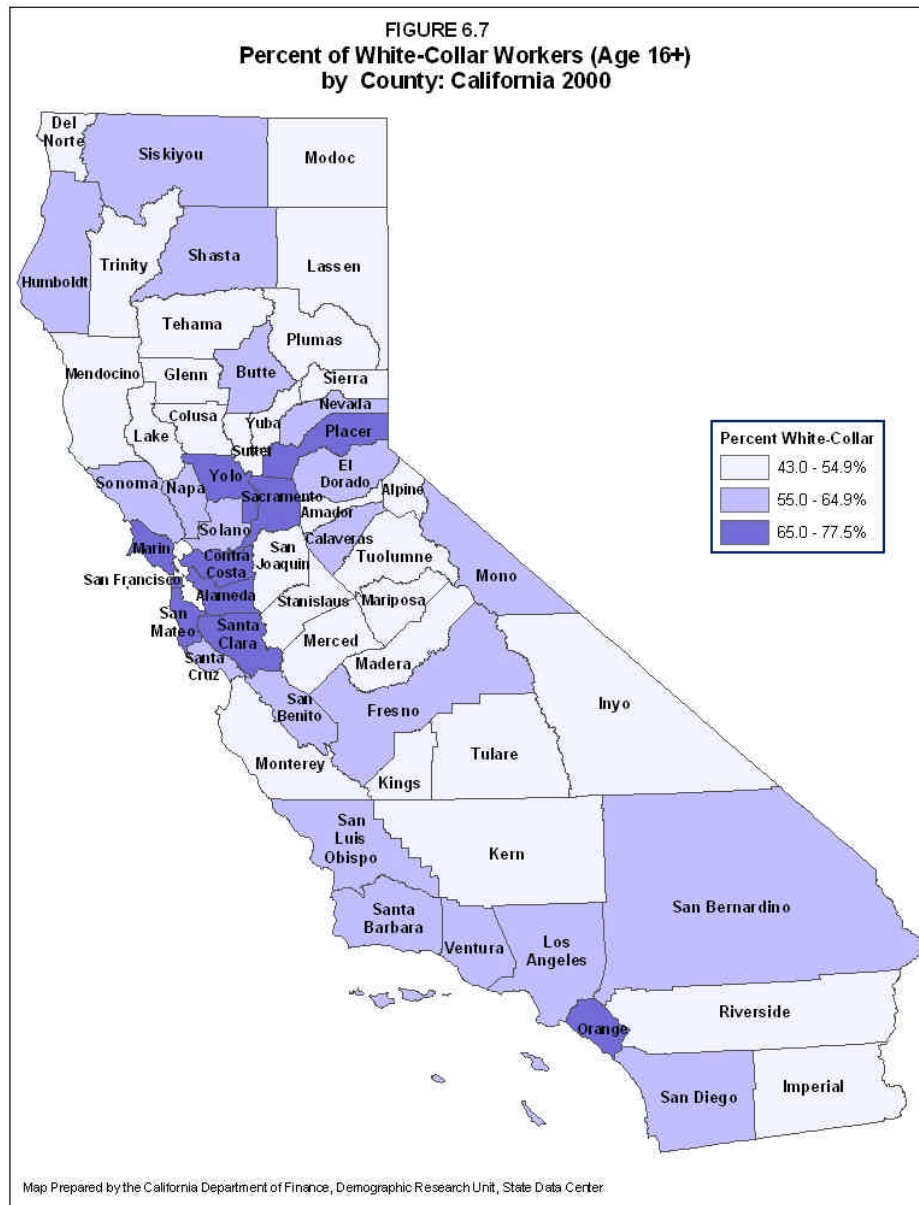 FIGURE 6.7
Percent of White-Collar Workers (Age 16+)
by County: California 2000
Del
Norte
Siskiyou
Modoc
Humboldt
Trinity
Shasta
Lassen
Tehama
Plumas
Mendocino
Glenn
Butte
Sierra
Nevada
Colusa
Yuba
Placer
Lake
Sutter
Sonoma
Napa
Yolo
El
Dorado
Sacramento
Alpine
Amador
Solano
Calaveras
Marin
Contra
Costa
San
Joaquin
Tuolumne
Mono
San Francisco
Alameda
Stanislaus
Mariposa
San
Mateo
Santa
Clara
Merced
Santa
Cruz
Madera
San
Benito
Fresno
Inyo
Monterey
Kings
Tulare
San
Luis
Obispo
Kern
Santa
Barbara
Ventura
Los
Angeles
San Bernardino
Orange
Riverside
San Diego
Imperial
Percent White-Collar
43.0 - 54.9%
55.0 - 64.9%
65.0 - 77.5%
Map Prepared by the California Department of Finance, Demographic Research Unit, State Data Center